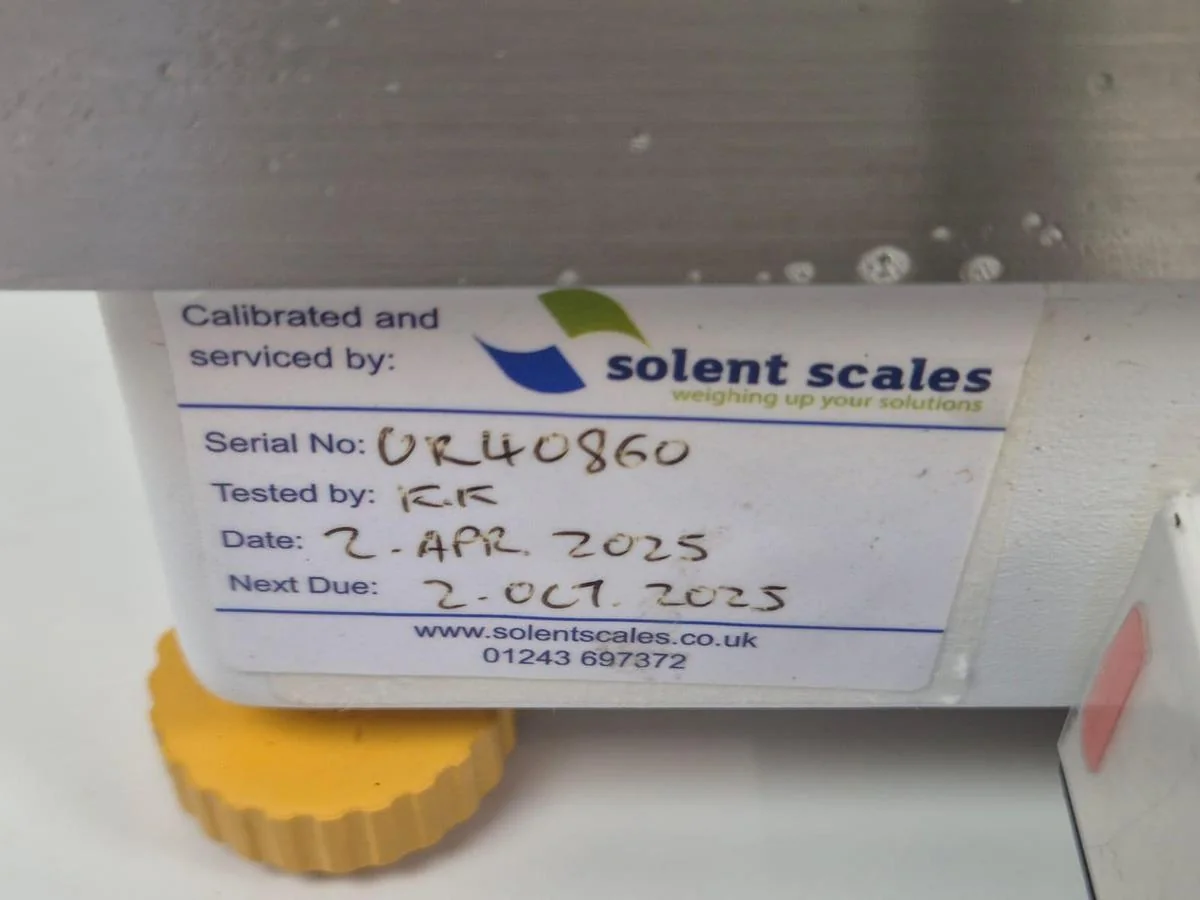 Calibrated and
serviced by:
solent scales
weighing up your solutions
Serial No: UR40860
Tested by: K.K
Date: 2. APR. 2025
Next Due: 2. OCT. 2025
www.solentscales.co.uk
01243 697372